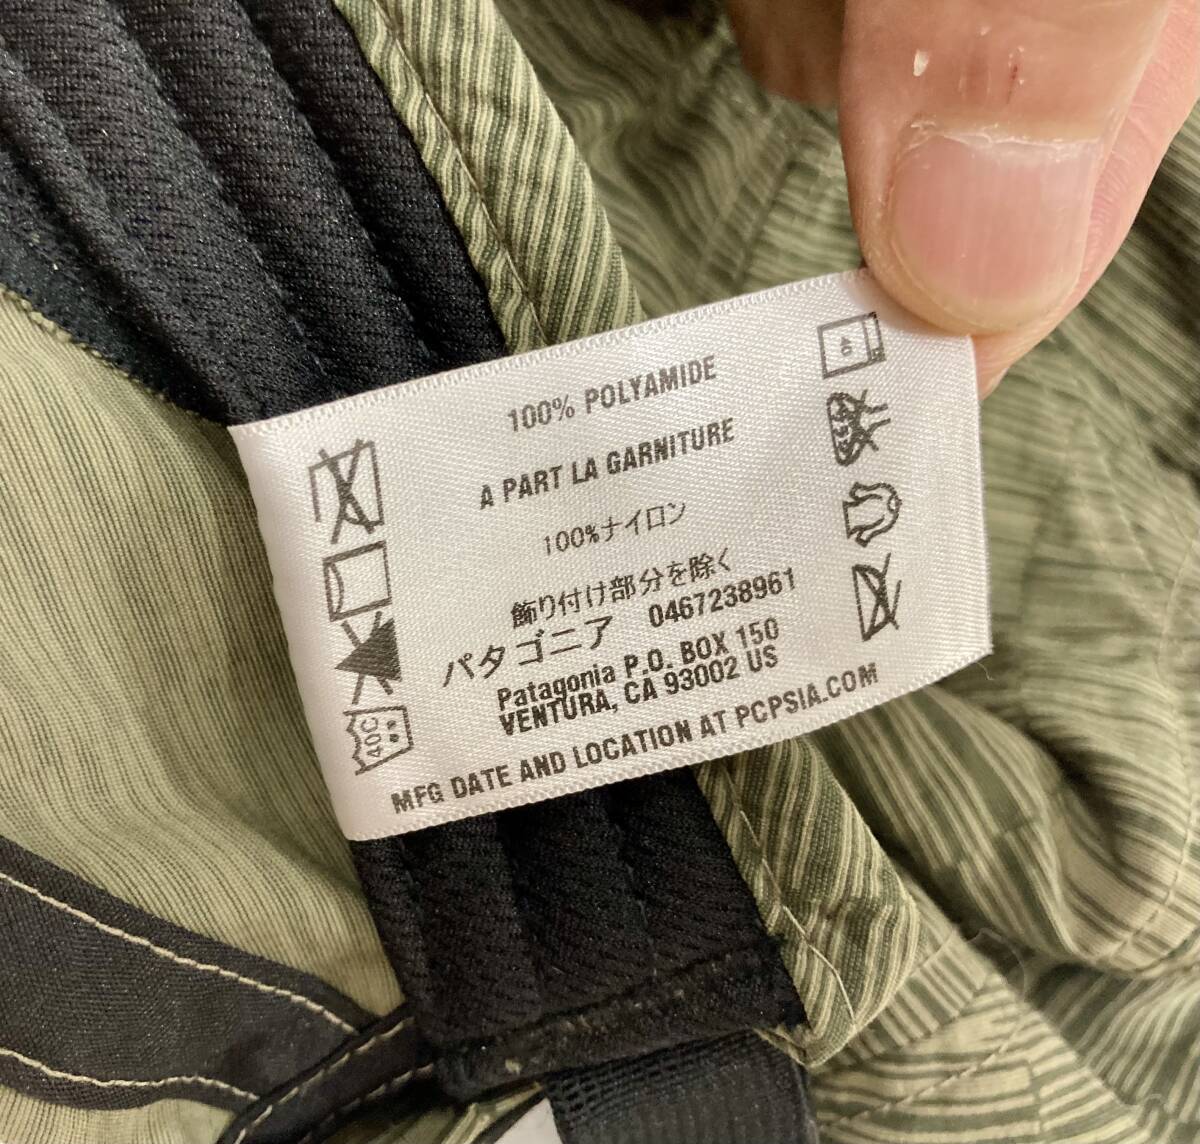 100% POLYAMIDE
A PART LA GARNITURE
100%ナイロン
飾り付け部分を除く
パタゴニア 0467238961
Patagonia P.O. BOX 150
VENTURA, CA 93002 US
MFG DATE AND LOCATION AT PCPSIA.COM
40C
40